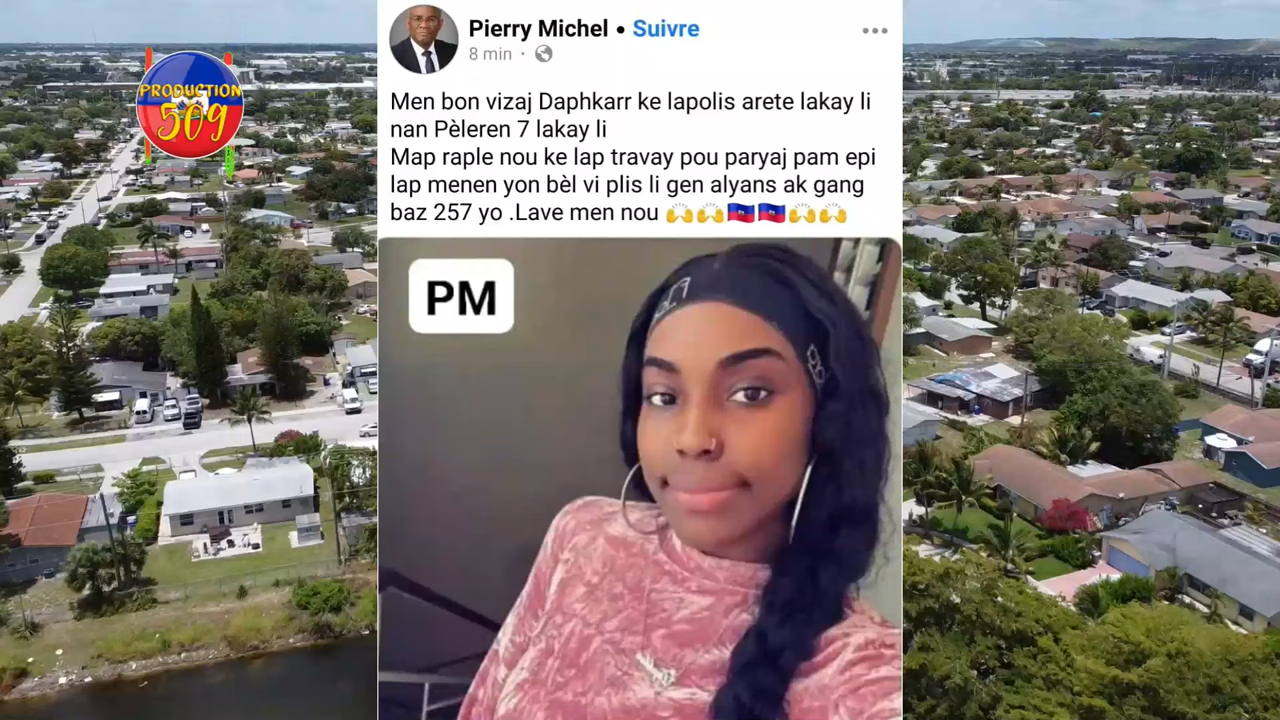 PRODUCTION
509
Pierry Michel • Suivre
8 min ·
Men bon vizaj Daphkarr ke lapolis arete lakay li
nan Pèleren 7 lakay li
Map raple nou ke lap travay pou paryaj pam epi
lap menen yon bèl vi plis li gen alyans ak gang
baz 257 yo .Lave men nou 🙌🙌🇭🇹🇭🇹🙌🙌
PM